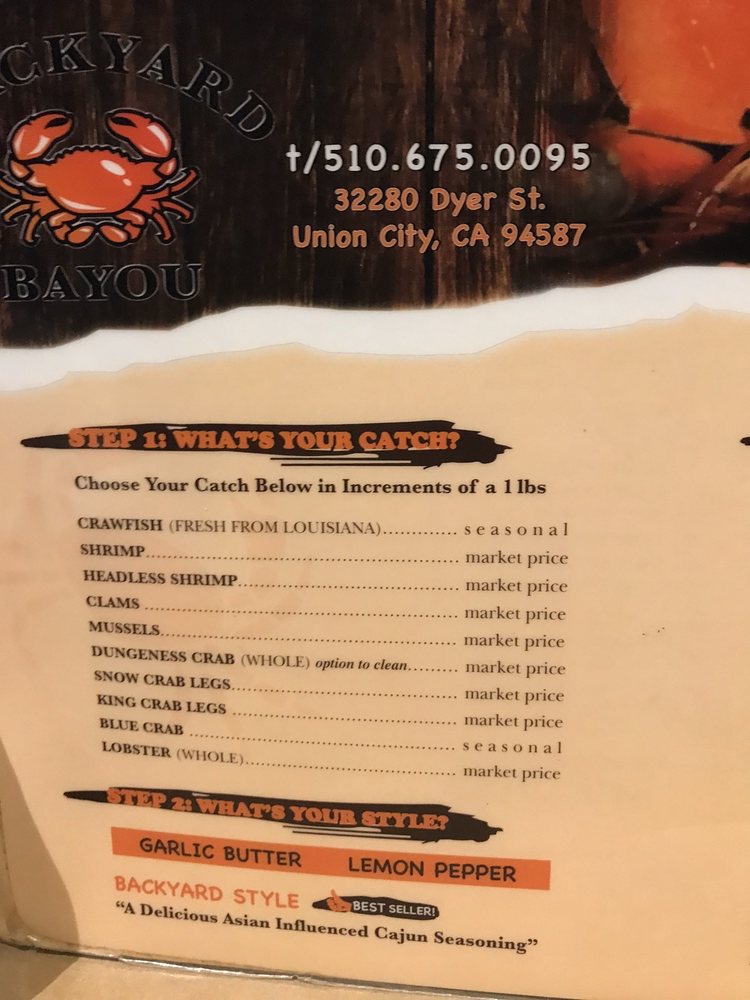 CKYARD
BAYOU
t/510.675.0095
32280 Dyer St.
Union City, CA 94587
STEP 1: WHAT'S YOUR CATCH?
Choose Your Catch Below in Increments of a 1 lbs
CRAWFISH (FRESH FROM LOUISIANA)............ seasonal
SHRIMP.................................................... market price
HEADLESS SHRIMP.................................... market price
CLAMS .................................................... market price
MUSSELS.................................................. market price
DUNGENESS CRAB (WHOLE) option to clean......... market price
SNOW CRAB LEGS..................................... market price
KING CRAB LEGS ..................................... market price
BLUE CRAB ............................................. seasonal
LOBSTER (WHOLE)................................... market price
STEP 2: WHAT'S YOUR STYLE?
GARLIC BUTTER LEMON PEPPER
BACKYARD STYLE BEST SELLER!
“A Delicious Asian Influenced Cajun Seasoning”